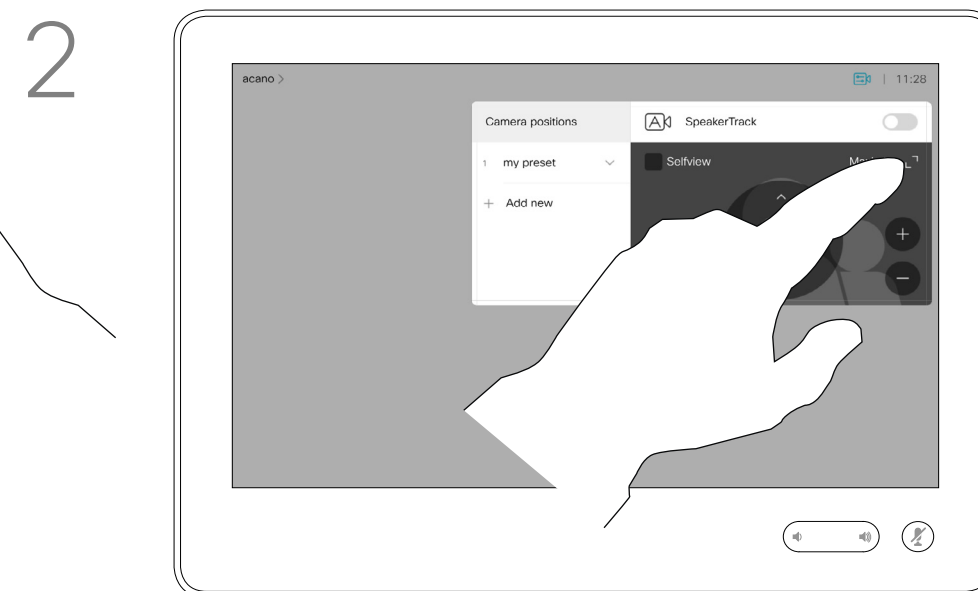 2
acano >
11:28
Camera positions
SpeakerTrack
1 my preset
Selfview
+ Add new